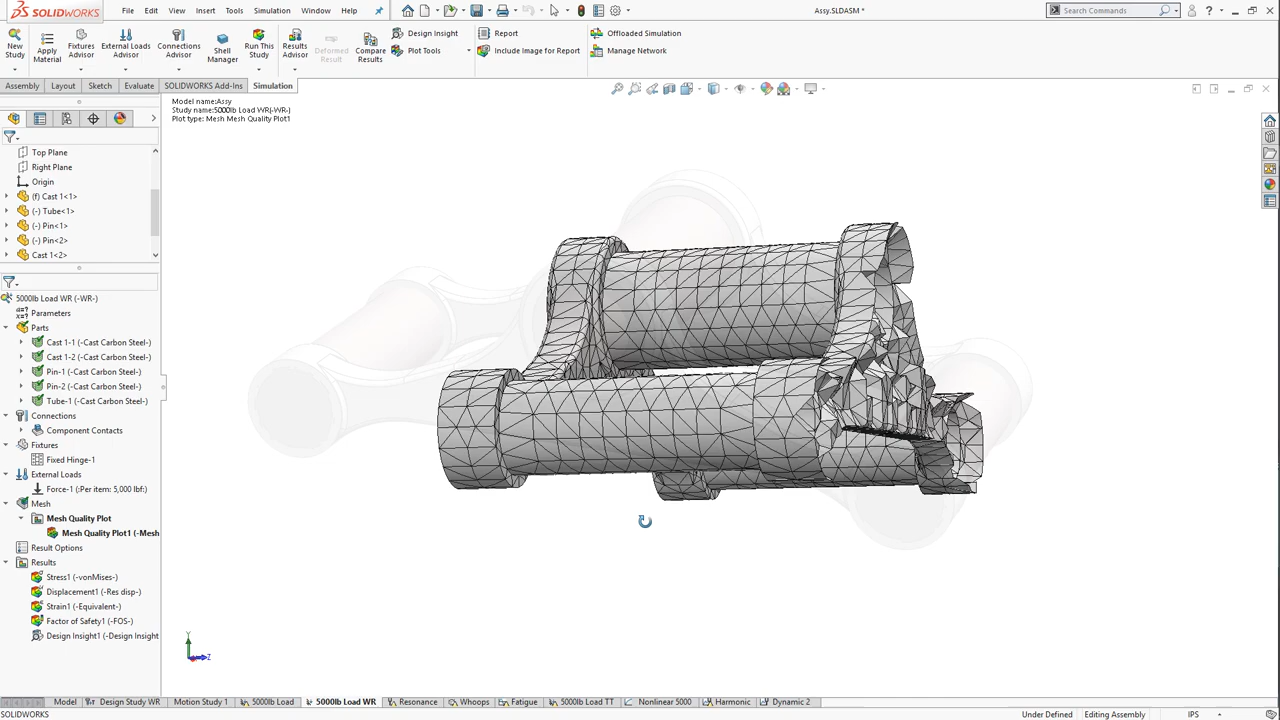 SOLIDWORKS
File Edit View Insert Tools Simulation Window Help
Assy.SLDASM *
Search Commands
New Study
Apply Material
Fixtures Advisor
External Loads Advisor
Connections Advisor
Shell Manager
Run This Study
Results Advisor
Deformed Result
Compare Results
Design Insight
Plot Tools
Report
Include Image for Report
Offloaded Simulation
Manage Network
Assembly Layout Sketch Evaluate SOLIDWORKS Add-Ins Simulation
Model name:Assy
Study name:5000lb Load WR(-WR-)
Plot type: Mesh Mesh Quality Plot1
Top Plane
Right Plane
Origin
(f) Cast 1<1>
(-) Tube<1>
(-) Pin<1>
(-) Pin<2>
Cast 1<2>
5000lb Load WR (-WR-)
Parameters
Parts
Cast 1-1 (-Cast Carbon Steel-)
Cast 1-2 (-Cast Carbon Steel-)
Pin-1 (-Cast Carbon Steel-)
Pin-2 (-Cast Carbon Steel-)
Tube-1 (-Cast Carbon Steel-)
Connections
Component Contacts
Fixtures
Fixed Hinge-1
External Loads
Force-1 (:Per item: 5,000 lbf:)
Mesh
Mesh Quality Plot
Mesh Quality Plot1 (-Mesh
Result Options
Results
Stress1 (-vonMises-)
Displacement1 (-Res disp-)
Strain1 (-Equivalent-)
Factor of Safety1 (-FOS-)
Design Insight1 (-Design Insight
Y
Z
Model Design Study WR Motion Study 1 5000lb Load 5000lb Load WR Resonance Whoops Fatigue 5000lb Load TT Nonlinear 5000 Harmonic Dynamic 2
SOLIDWORKS
Under Defined Editing Assembly IPS